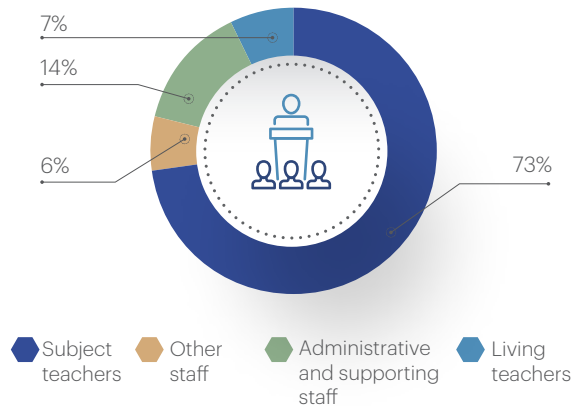 7%
14%
6%
73%
Subject
teachers
Other
staff
Administrative
and supporting
staff
Living
teachers